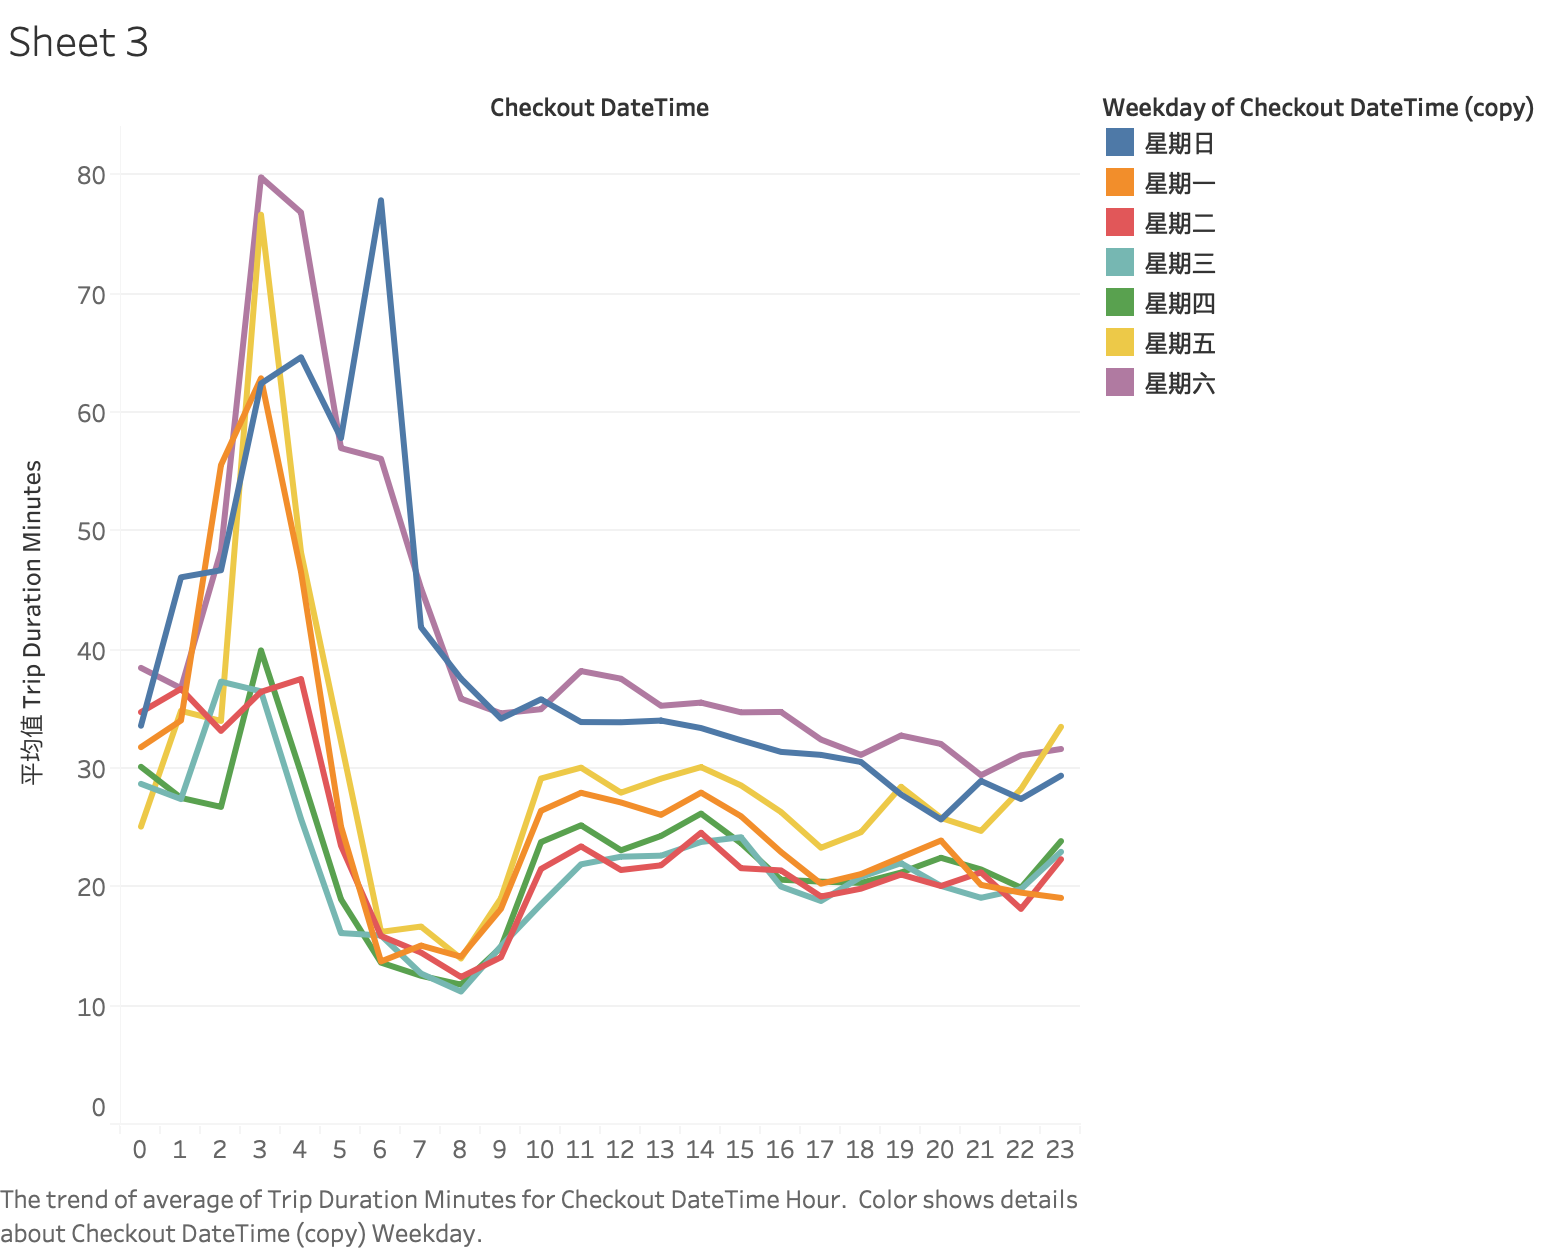 Sheet 3
Checkout DateTime
Weekday of Checkout DateTime (copy)
星期日
星期一
星期二
星期三
星期四
星期五
星期六
平均值 Trip Duration Minutes
80
70
60
50
40
30
20
10
0
0 1 2 3 4 5 6 7 8 9 10 11 12 13 14 15 16 17 18 19 20 21 22 23
The trend of average of Trip Duration Minutes for Checkout DateTime Hour.  Color shows details
about Checkout DateTime (copy) Weekday.